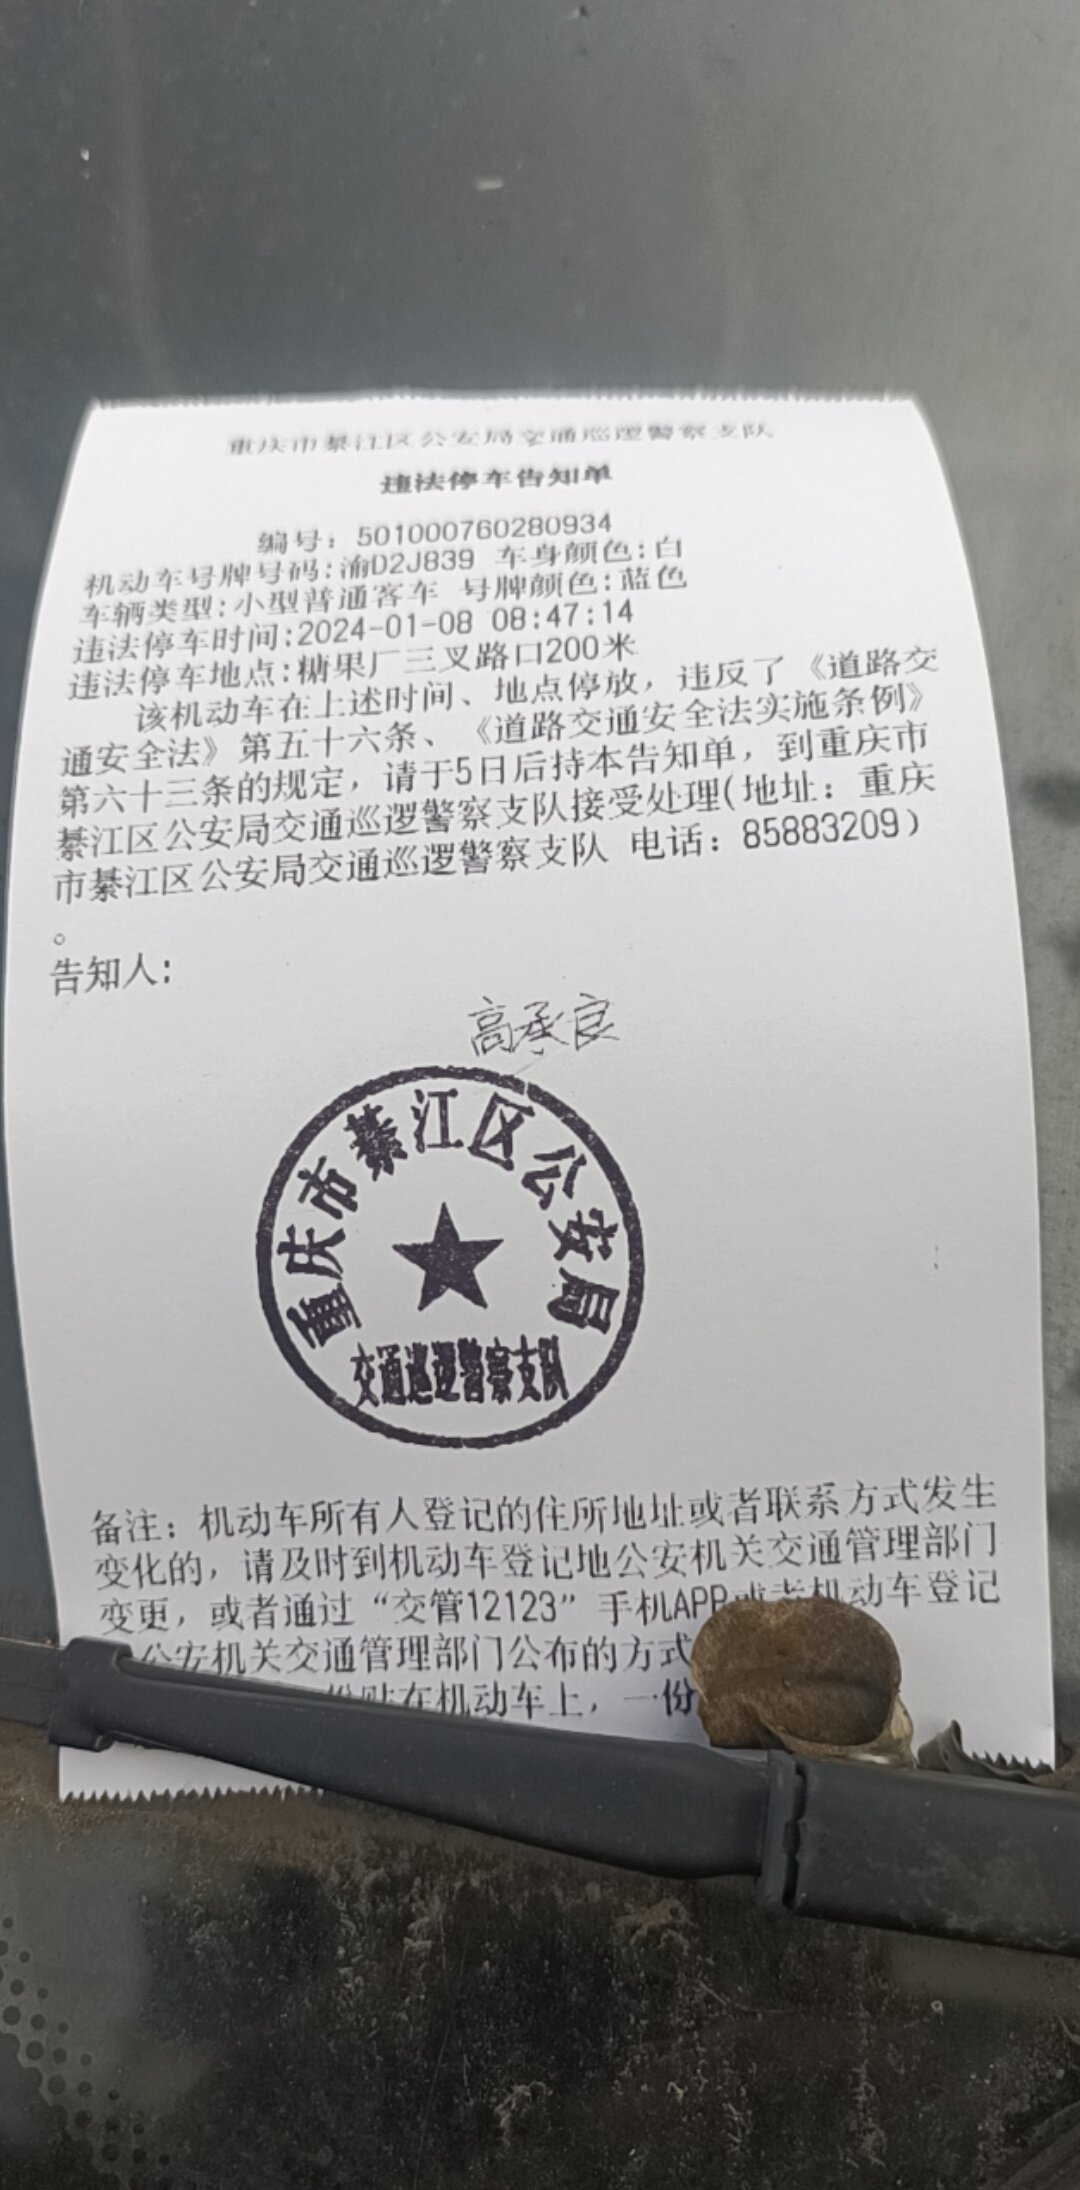 重庆市綦江区公安局交通巡逻警察支队
违法停车告知单
编号：501000760280934
机动车号牌号码:渝D2J839 车身颜色:白
车辆类型:小型普通客车 号牌颜色:蓝色
违法停车时间:2024-01-08 08:47:14
违法停车地点:糖果厂三叉路口200米
该机动车在上述时间、地点停放，违反了《道路交
通安全法》第五十六条、《道路交通安全法实施条例》
第六十三条的规定，请于5日后持本告知单，到重庆市
綦江区公安局交通巡逻警察支队接受处理(地址：重庆
市綦江区公安局交通巡逻警察支队 电话：85883209）
。
告知人：
高承良
重庆市綦江区公安局
交通巡逻警察支队
备注：机动车所有人登记的住所地址或者联系方式发生
变化的，请及时到机动车登记地公安机关交通管理部门
变更，或者通过“交管12123”手机APP或者机动车登记
公安机关交通管理部门公布的方式
份贴在机动车上，一份